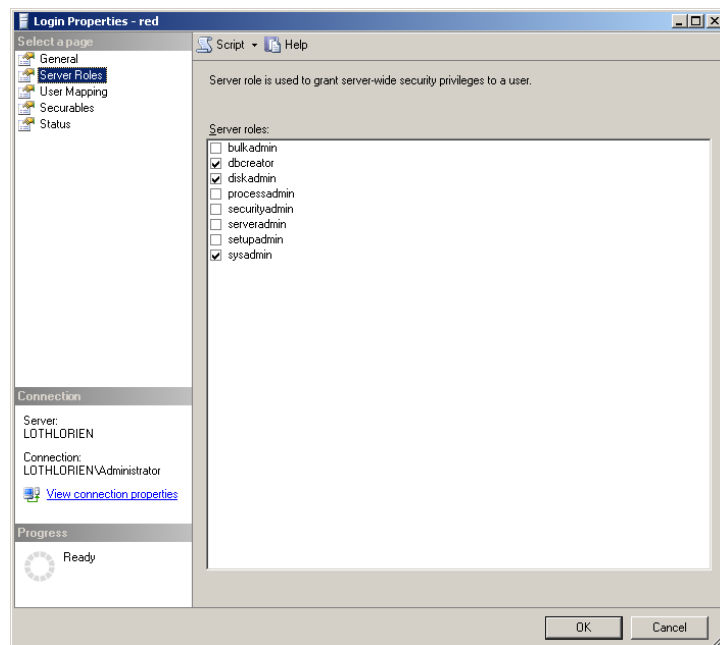 Login Properties - red
Select a page
General
Server Roles
User Mapping
Securables
Status
Script Help
Server role is used to grant server-wide security privileges to a user.
Server roles:
bulkadmin
dbcreator
diskadmin
processadmin
securityadmin
serveradmin
setupadmin
sysadmin
Connection
Server:
LOTHLORIEN
Connection:
LOTHLORIEN\Administrator
View connection properties
Progress
Ready
OK Cancel